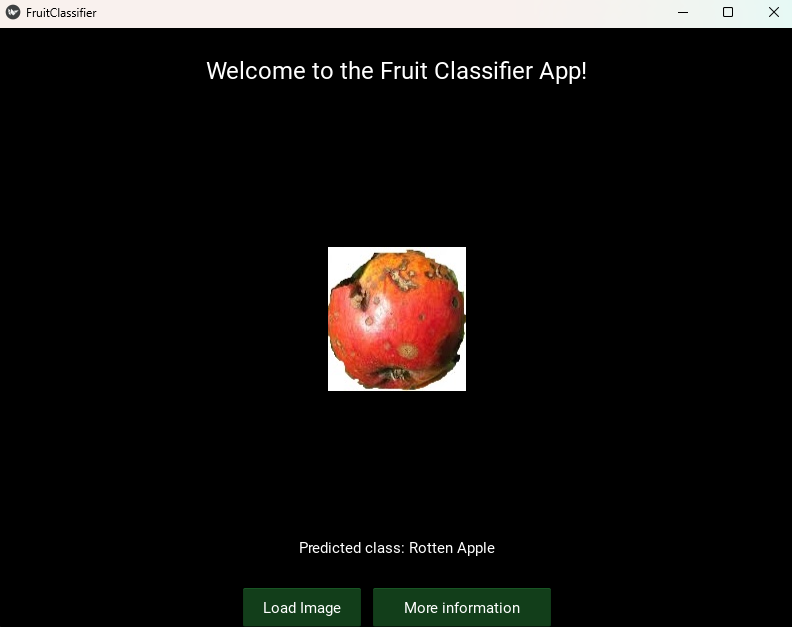 FruitClassifier
Welcome to the Fruit Classifier App!
Predicted class: Rotten Apple
Load Image
More information